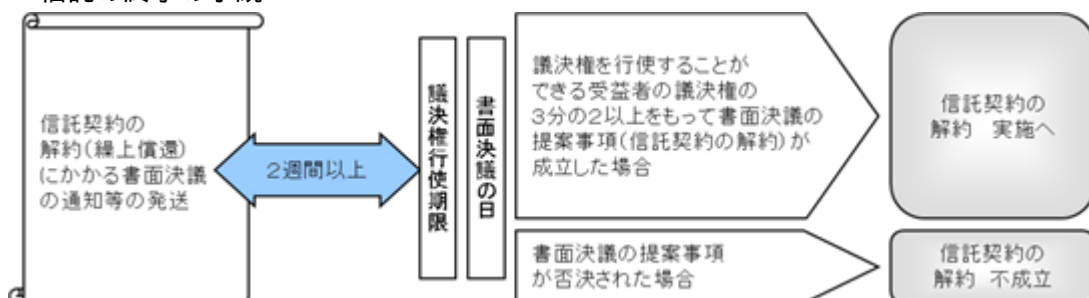 信託契約の
解約(繰上償還)
にかかる書面決議
の通知等の発送
2週間以上
議決権行使期限
書面決議の日
議決権を行使することが
できる受益者の議決権の
3分の2以上をもって書面決議の
提案事項(信託契約の解約)が
成立した場合
信託契約の
解約 実施へ
書面決議の提案事項
が否決された場合
信託契約の
解約 不成立